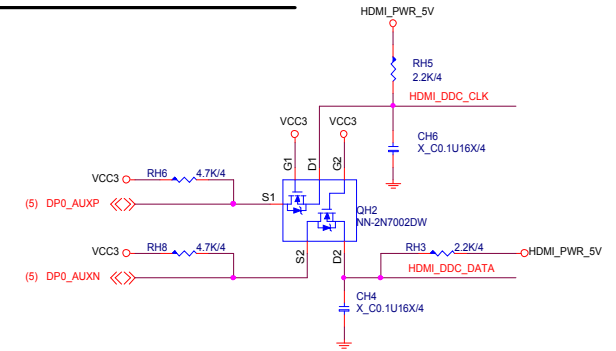 HDMI_PWR_5V
RH5
2.2K/4
HDMI_DDC_CLK
VCC3
VCC3
CH6
X_C0.1U16X/4
G1
D1
G2
VCC3
RH6
4.7K/4
(5) DP0_AUXP
S1
QH2
NN-2N7002DW
VCC3
RH8
4.7K/4
S2
D2
RH3
2.2K/4
HDMI_PWR_5V
(5) DP0_AUXN
HDMI_DDC_DATA
CH4
X_C0.1U16X/4